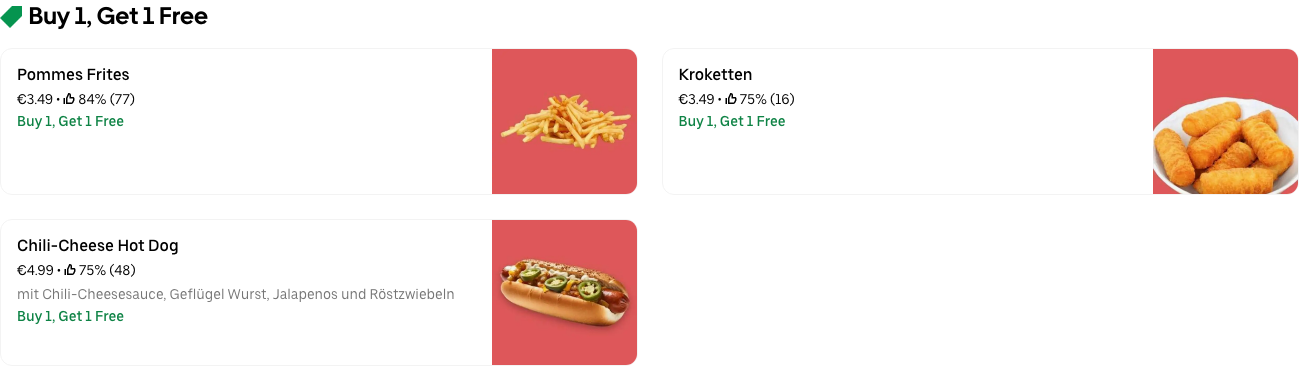 Buy 1, Get 1 Free
Pommes Frites
€3.49 • 84% (77)
Buy 1, Get 1 Free
Kroketten
€3.49 • 75% (16)
Buy 1, Get 1 Free
Chili-Cheese Hot Dog
€4.99 • 75% (48)
mit Chili-Cheesesauce, Geflügel Wurst, Jalapenos und Röstzwiebeln
Buy 1, Get 1 Free